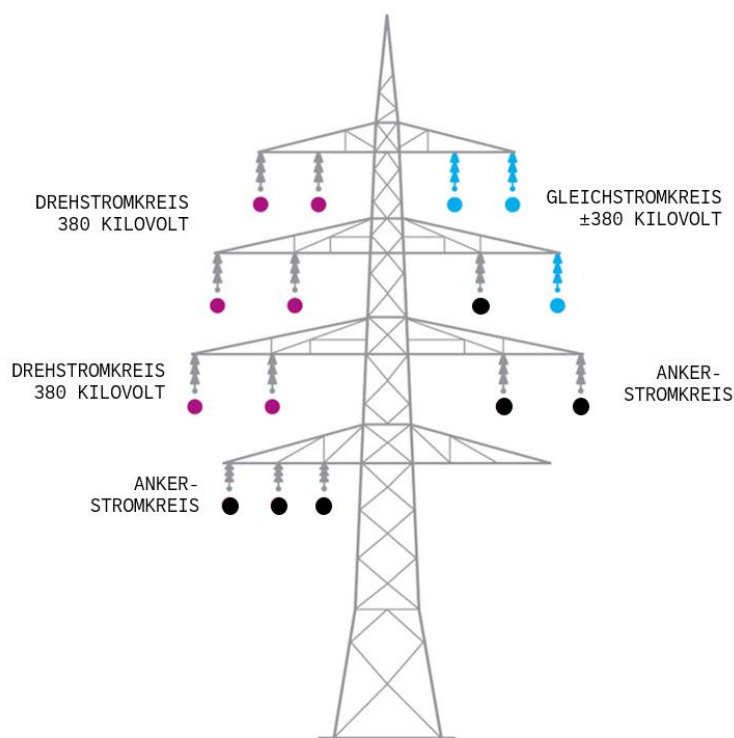 DREHSTROMKREIS
380 KILOVOLT
GLEICHSTROMKREIS
±380 KILOVOLT
DREHSTROMKREIS
380 KILOVOLT
ANKER-
STROMKREIS
ANKER-
STROMKREIS